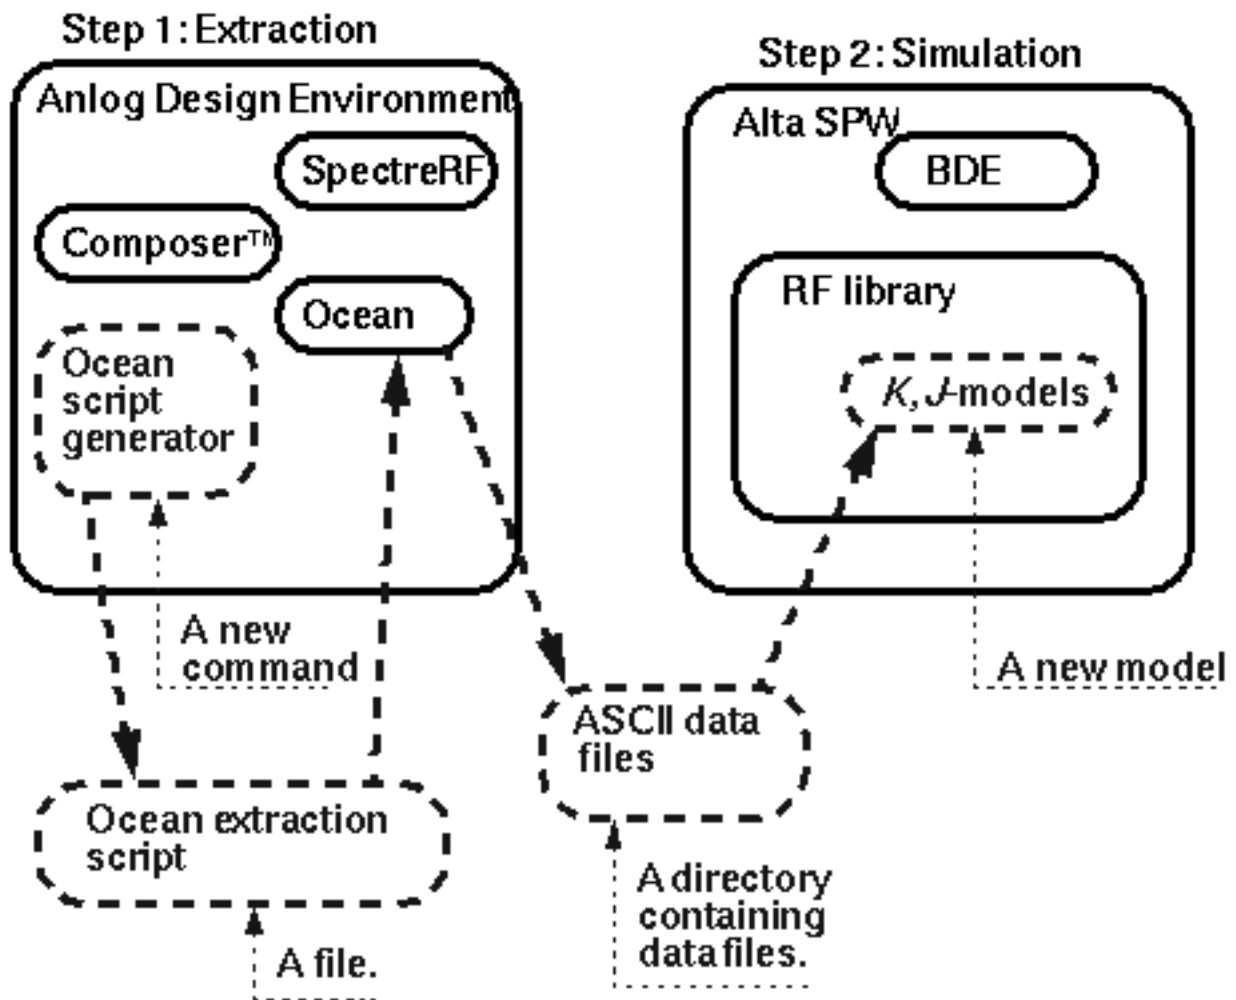 Step 1: Extraction
Anlog Design Environment
SpectreRF
Composer™
Ocean
Ocean
script
generator
A new
command
Ocean extraction
script
A file.
Step 2: Simulation
Alta SPW
BDE
RF library
K, J-models
A new model
ASCII data
files
A directory
containing
data files.